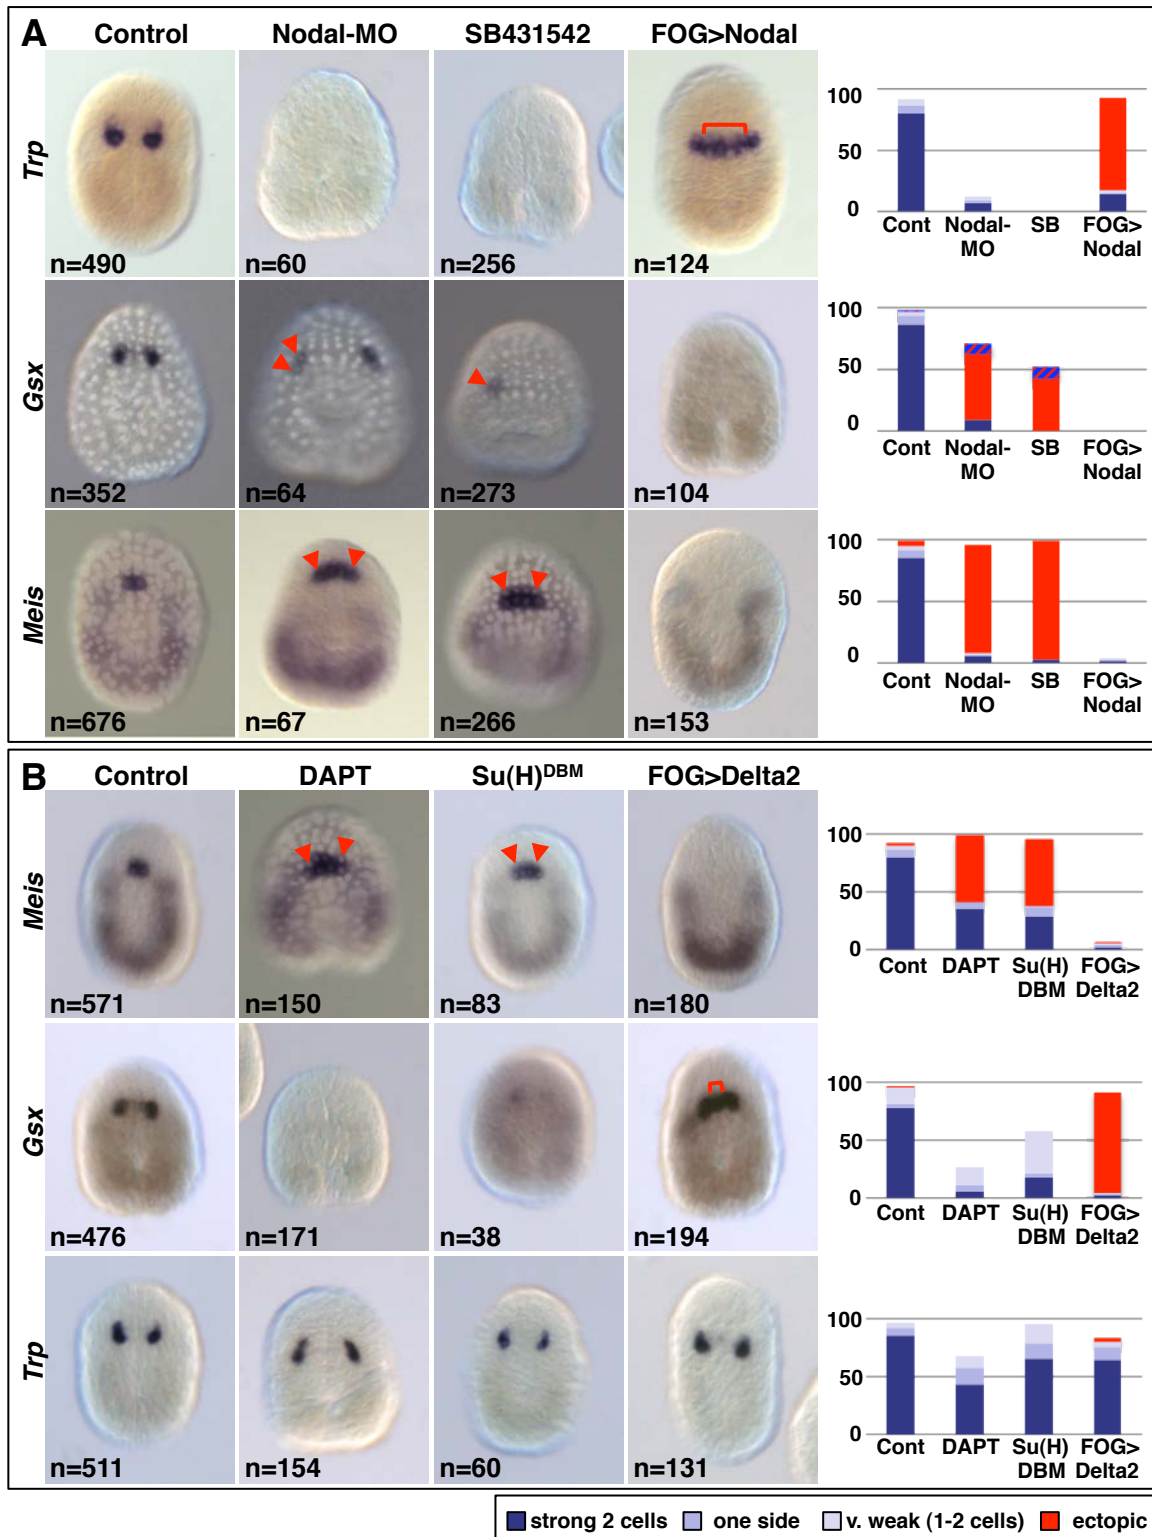 A Control Nodal-MO SB431542 FOG>Nodal
Trp
n=490 n=60 n=256 n=124
100
50
0
Cont Nodal-MO SB FOG>Nodal
Gsx
n=352 n=64 n=273 n=104
100
50
0
Cont Nodal-MO SB FOG>Nodal
Meis
n=676 n=67 n=266 n=153
100
50
0
Cont Nodal-MO SB FOG>Nodal
B Control DAPT Su(H)DBM FOG>Delta2
Meis
n=571 n=150 n=83 n=180
100
50
0
Cont DAPT Su(H) DBM FOG>Delta2
Gsx
n=476 n=171 n=38 n=194
100
50
0
Cont DAPT Su(H) DBM FOG>Delta2
Trp
n=511 n=154 n=60 n=131
100
50
0
Cont DAPT Su(H) DBM FOG>Delta2
strong 2 cells one side v. weak (1-2 cells) ectopic